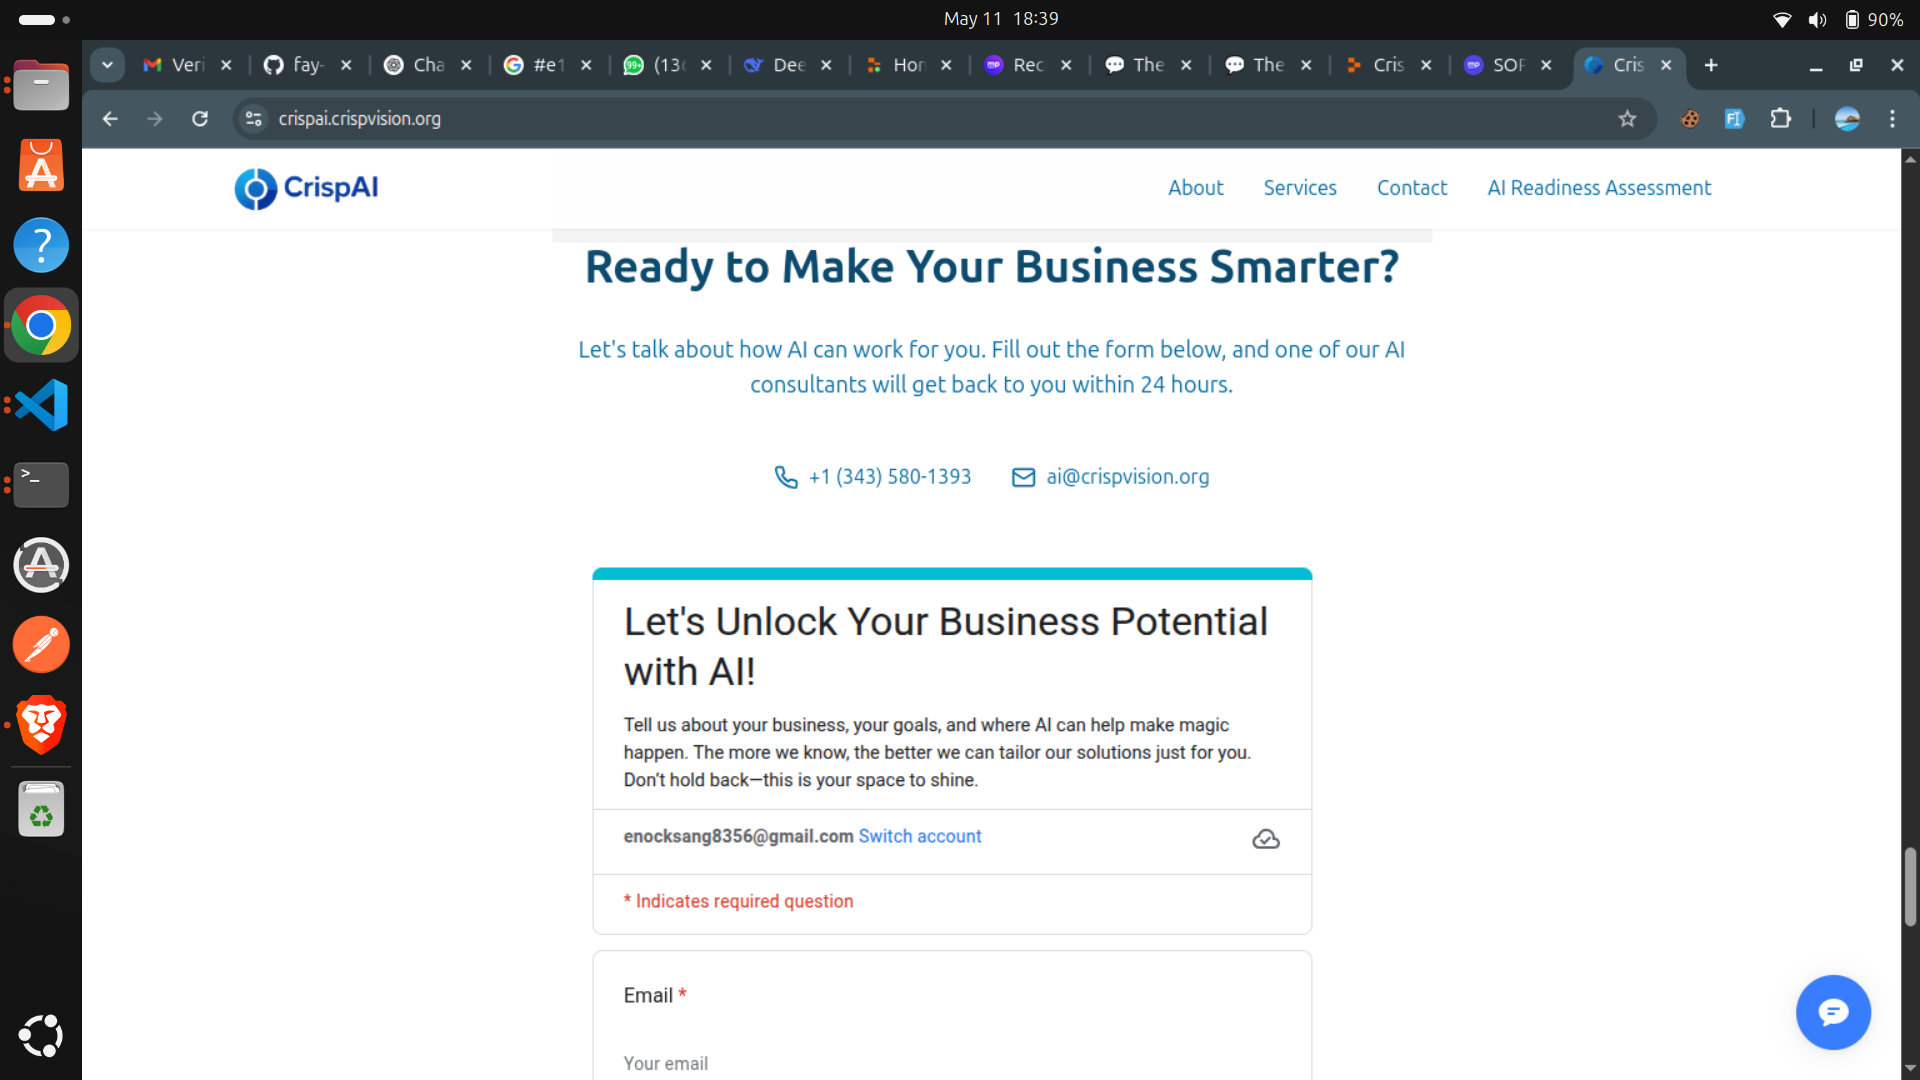 May 11 18:39
90%
Veri
fay-
Cha
#e1
(13
Dee
Hor
Rec
The
The
Cris
SOF
Cris
crispai.crispvision.org
CrispAI
About
Services
Contact
AI Readiness Assessment
Ready to Make Your Business Smarter?
Let's talk about how AI can work for you. Fill out the form below, and one of our AI
consultants will get back to you within 24 hours.
+1 (343) 580-1393
ai@crispvision.org
Let's Unlock Your Business Potential
with AI!
Tell us about your business, your goals, and where AI can help make magic
happen. The more we know, the better we can tailor our solutions just for you.
Don’t hold back—this is your space to shine.
enocksang8356@gmail.com Switch account
* Indicates required question
Email *
Your email